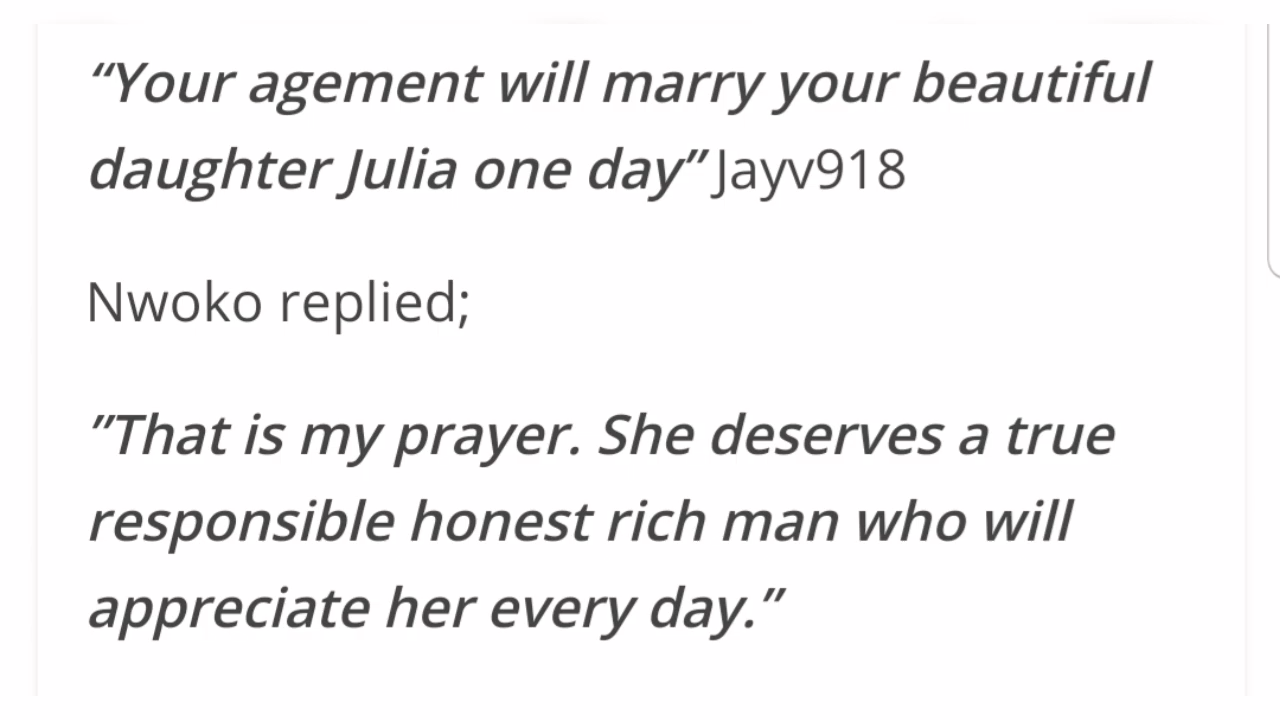 “Your agement will marry your beautiful
daughter Julia one day” Jayv918
Nwoko replied;
”That is my prayer. She deserves a true
responsible honest rich man who will
appreciate her every day.”